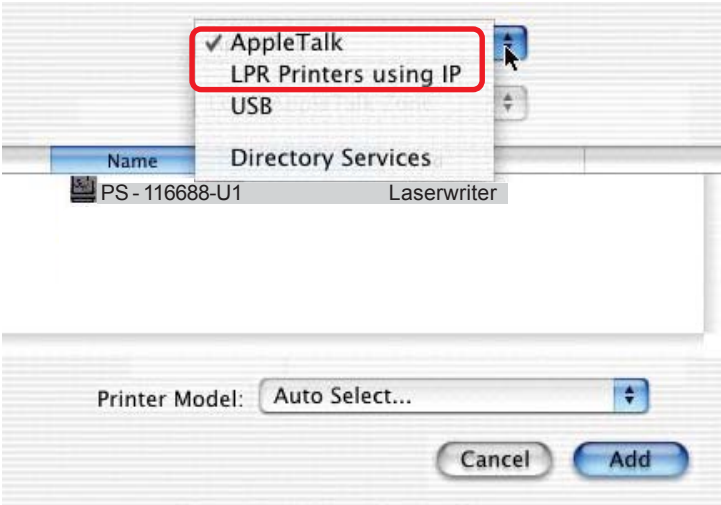 ✓ AppleTalk
LPR Printers using IP
USB
Directory Services
Name
PS - 116688-U1 Laserwriter
Printer Model: Auto Select...
Cancel Add